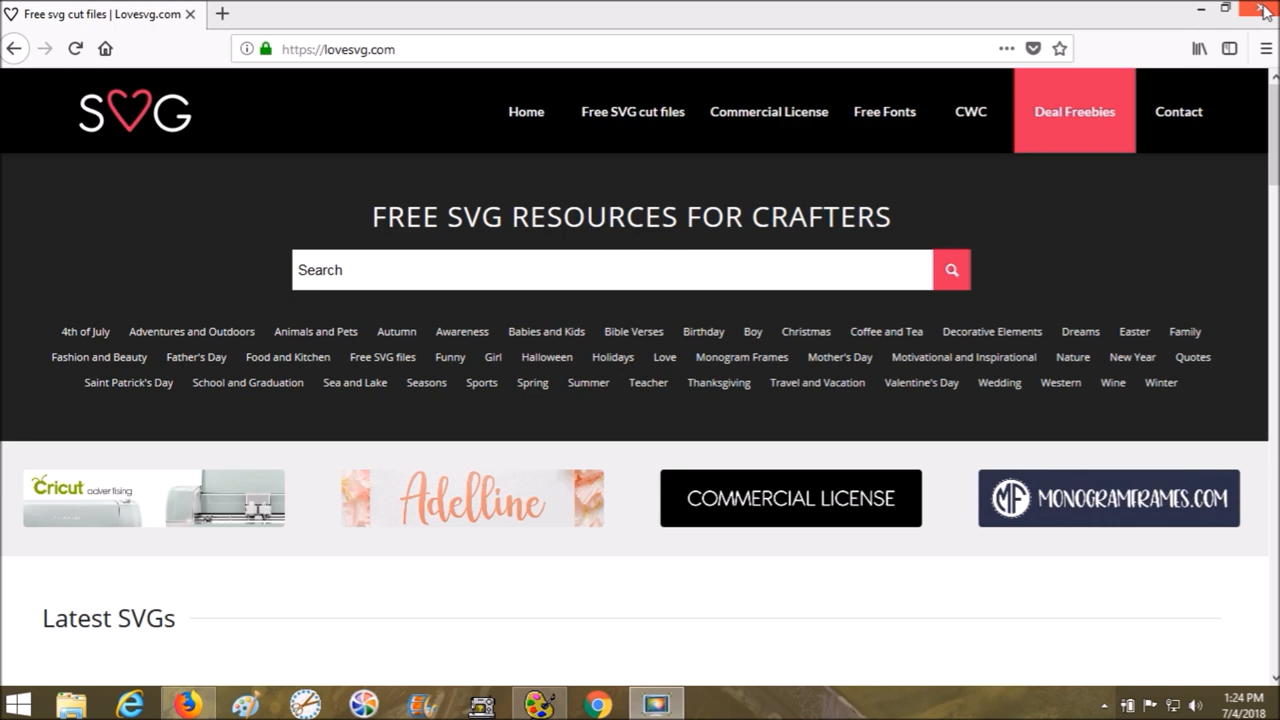 Free svg cut files | Lovesvg.com
https://lovesvg.com
SVG
Home Free SVG cut files Commercial License Free Fonts CWC Deal Freebies Contact
FREE SVG RESOURCES FOR CRAFTERS
Search
4th of July Adventures and Outdoors Animals and Pets Autumn Awareness Babies and Kids Bible Verses Birthday Boy Christmas Coffee and Tea Decorative Elements Dreams Easter Family
Fashion and Beauty Father's Day Food and Kitchen Free SVG files Funny Girl Halloween Holidays Love Monogram Frames Mother's Day Motivational and Inspirational Nature New Year Quotes
Saint Patrick's Day School and Graduation Sea and Lake Seasons Sports Spring Summer Teacher Thanksgiving Travel and Vacation Valentine's Day Wedding Western Wine Winter
Cricut advertising
Adelline
COMMERCIAL LICENSE
MF MONOGRAMFRAMES.COM
Latest SVGs
1:24 PM
7/4/2018